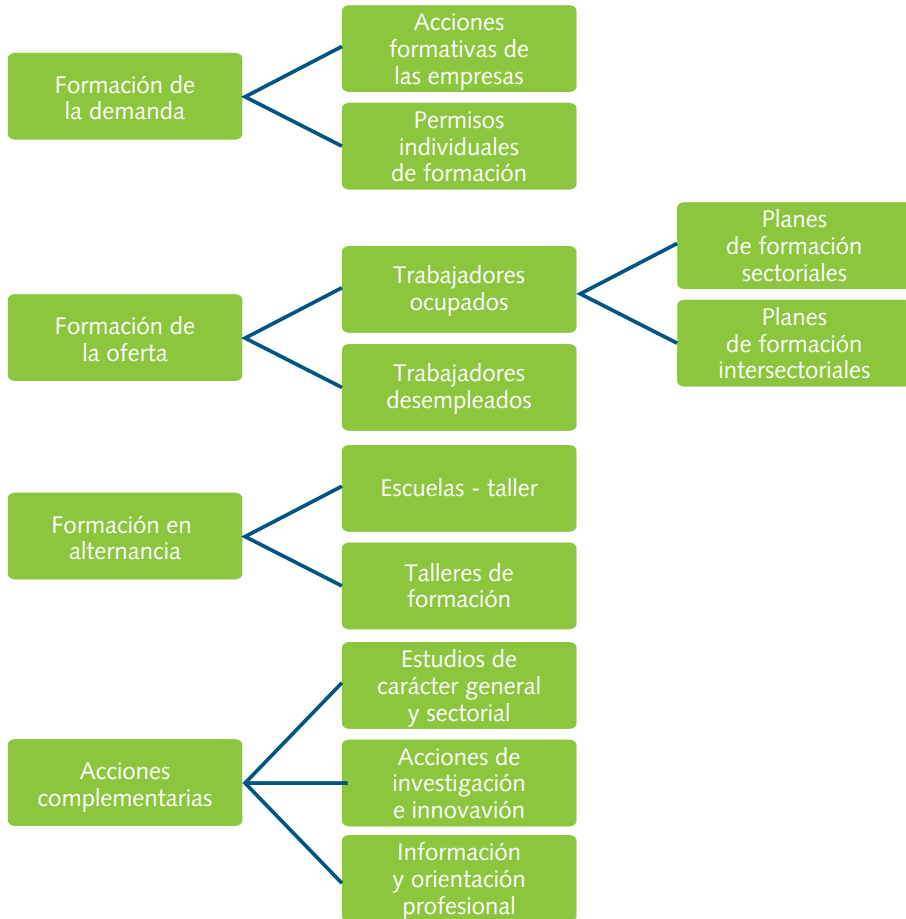 Formación de
la demanda
Acciones
formativas de
las empresas
Permisos
individuales
de formación
Formación de
la oferta
Trabajadores
ocupados
Planes
de formación
sectoriales
Planes
de formación
intersectoriales
Trabajadores
desempleados
Formación en
alternancia
Escuelas - taller
Talleres de
formación
Acciones
complementarias
Estudios de
carácter general
y sectorial
Acciones de
investigación
e innovavión
Información
y orientación
profesional